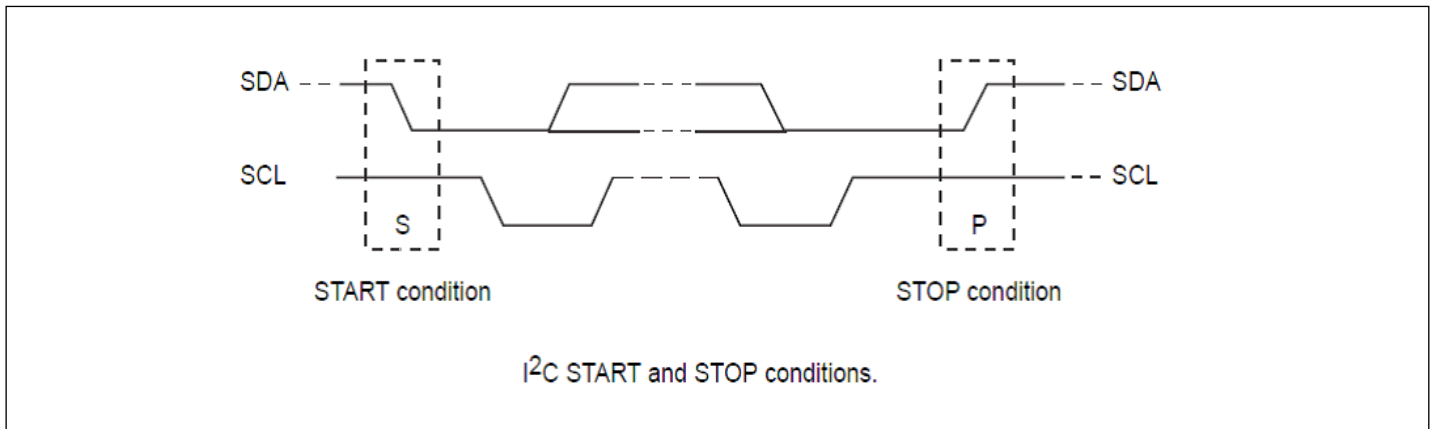 SDA SDA
SCL SCL
S P
START condition STOP condition
I²C START and STOP conditions.